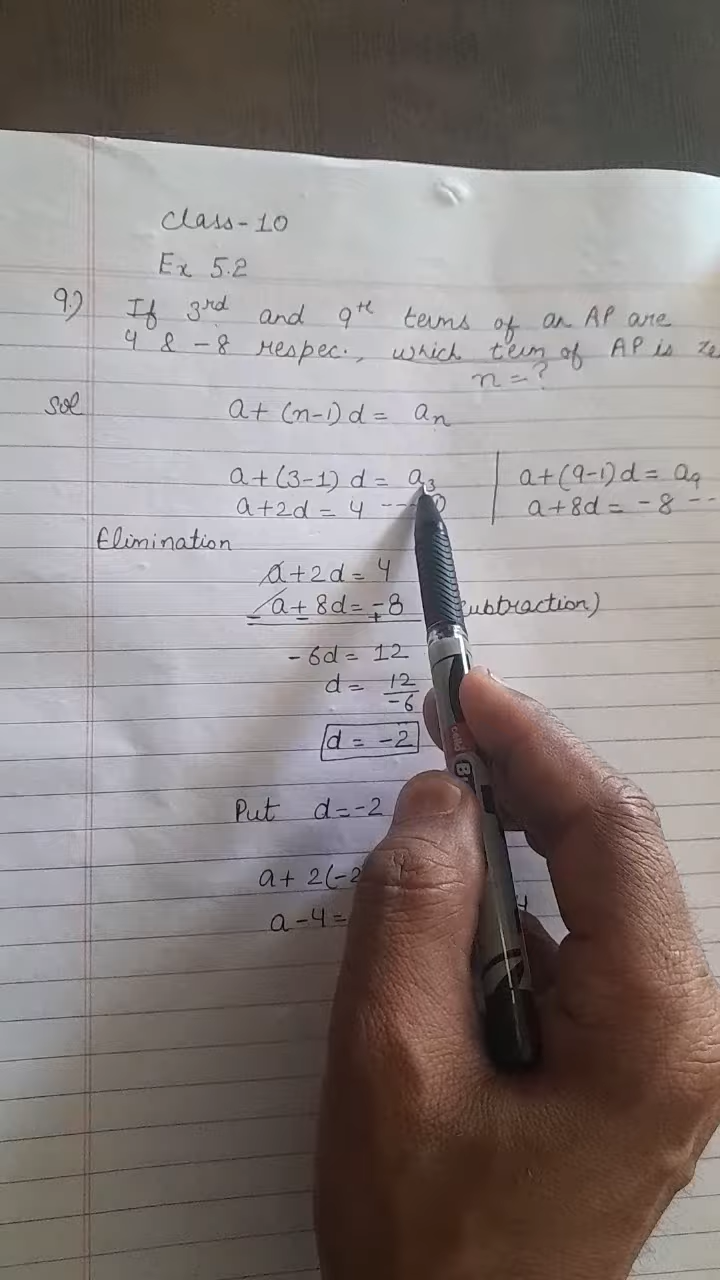 Class-10
Ex 5.2
9.) If 3rd and 9th terms of an AP are
4 & -8 respec., which term of AP is
n = ?
Sol a + (n-1) d = an
a + (3-1) d = a3 | a + (9-1) d = a9
a + 2d = 4 --- | a + 8d = -8 --
Elimination
a + 2d = 4
- a + 8d = -8
- - +
-6d = 12
d = 12/-6
d = -2
Put d = -2
a + 2(-2
a - 4 =